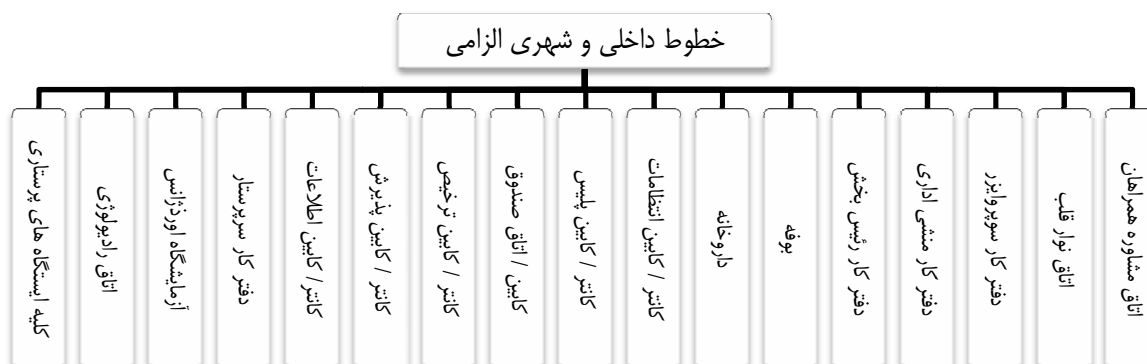 خطوط داخلی و شهری الزامی
اتاق مشاوره همراهان
اتاق نوار قلب
دفتر کار سوپروایزر
دفتر کار منشی اداری
دفتر کار رئیس بخش
بوفه
داروخانه
کانتر / کابین انتظامات
کانتر / کابین پلیس
کابین / اتاق صندوق
کانتر / کابین ترخیص
کانتر / کابین پذیرش
کانتر / کابین اطلاعات
دفتر کار سرپرستار
آزمایشگاه اورژانس
اتاق رادیولوژی
کلیه ایستگاه های پرستاری